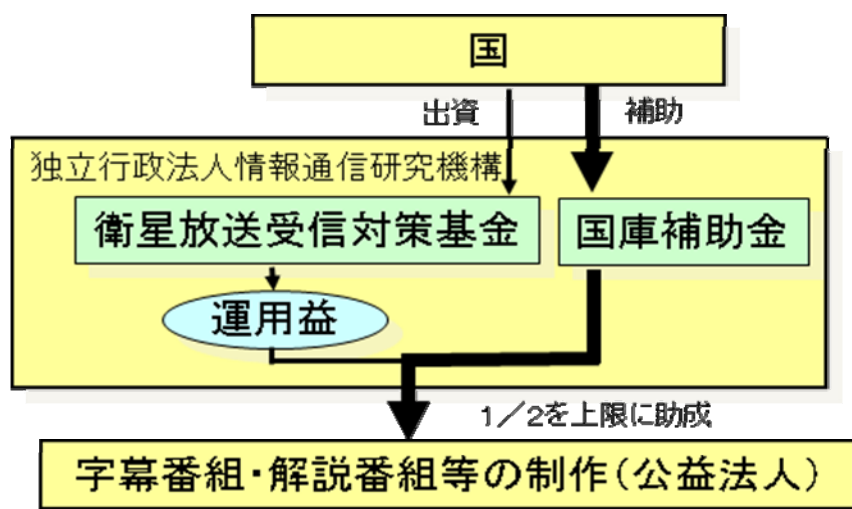 国
出資
補助
独立行政法人情報通信研究機構
衛星放送受信対策基金
国庫補助金
運用益
1／2を上限に助成
字幕番組・解説番組等の制作（公益法人）